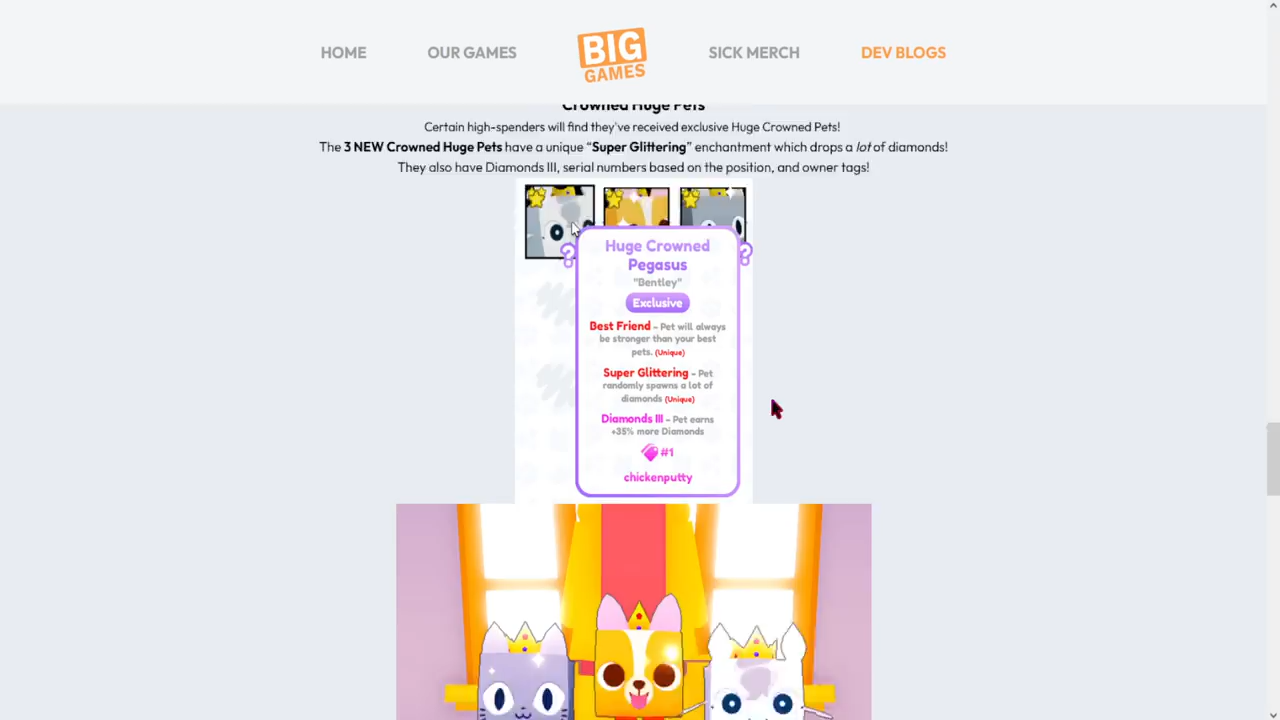 HOME
OUR GAMES
BIG
GAMES
SICK MERCH
DEV BLOGS
Crowned Huge Pets
Certain high-spenders will find they've received exclusive Huge Crowned Pets!
The 3 NEW Crowned Huge Pets have a unique “Super Glittering” enchantment which drops a lot of diamonds!
They also have Diamonds III, serial numbers based on the position, and owner tags!
Huge Crowned
Pegasus
"Bentley"
Exclusive
Best Friend - Pet will always
be stronger than your best
pets. (Unique)
Super Glittering - Pet
randomly spawns a lot of
diamonds (Unique)
Diamonds III - Pet earns
+35% more Diamonds
#1
chickenputty